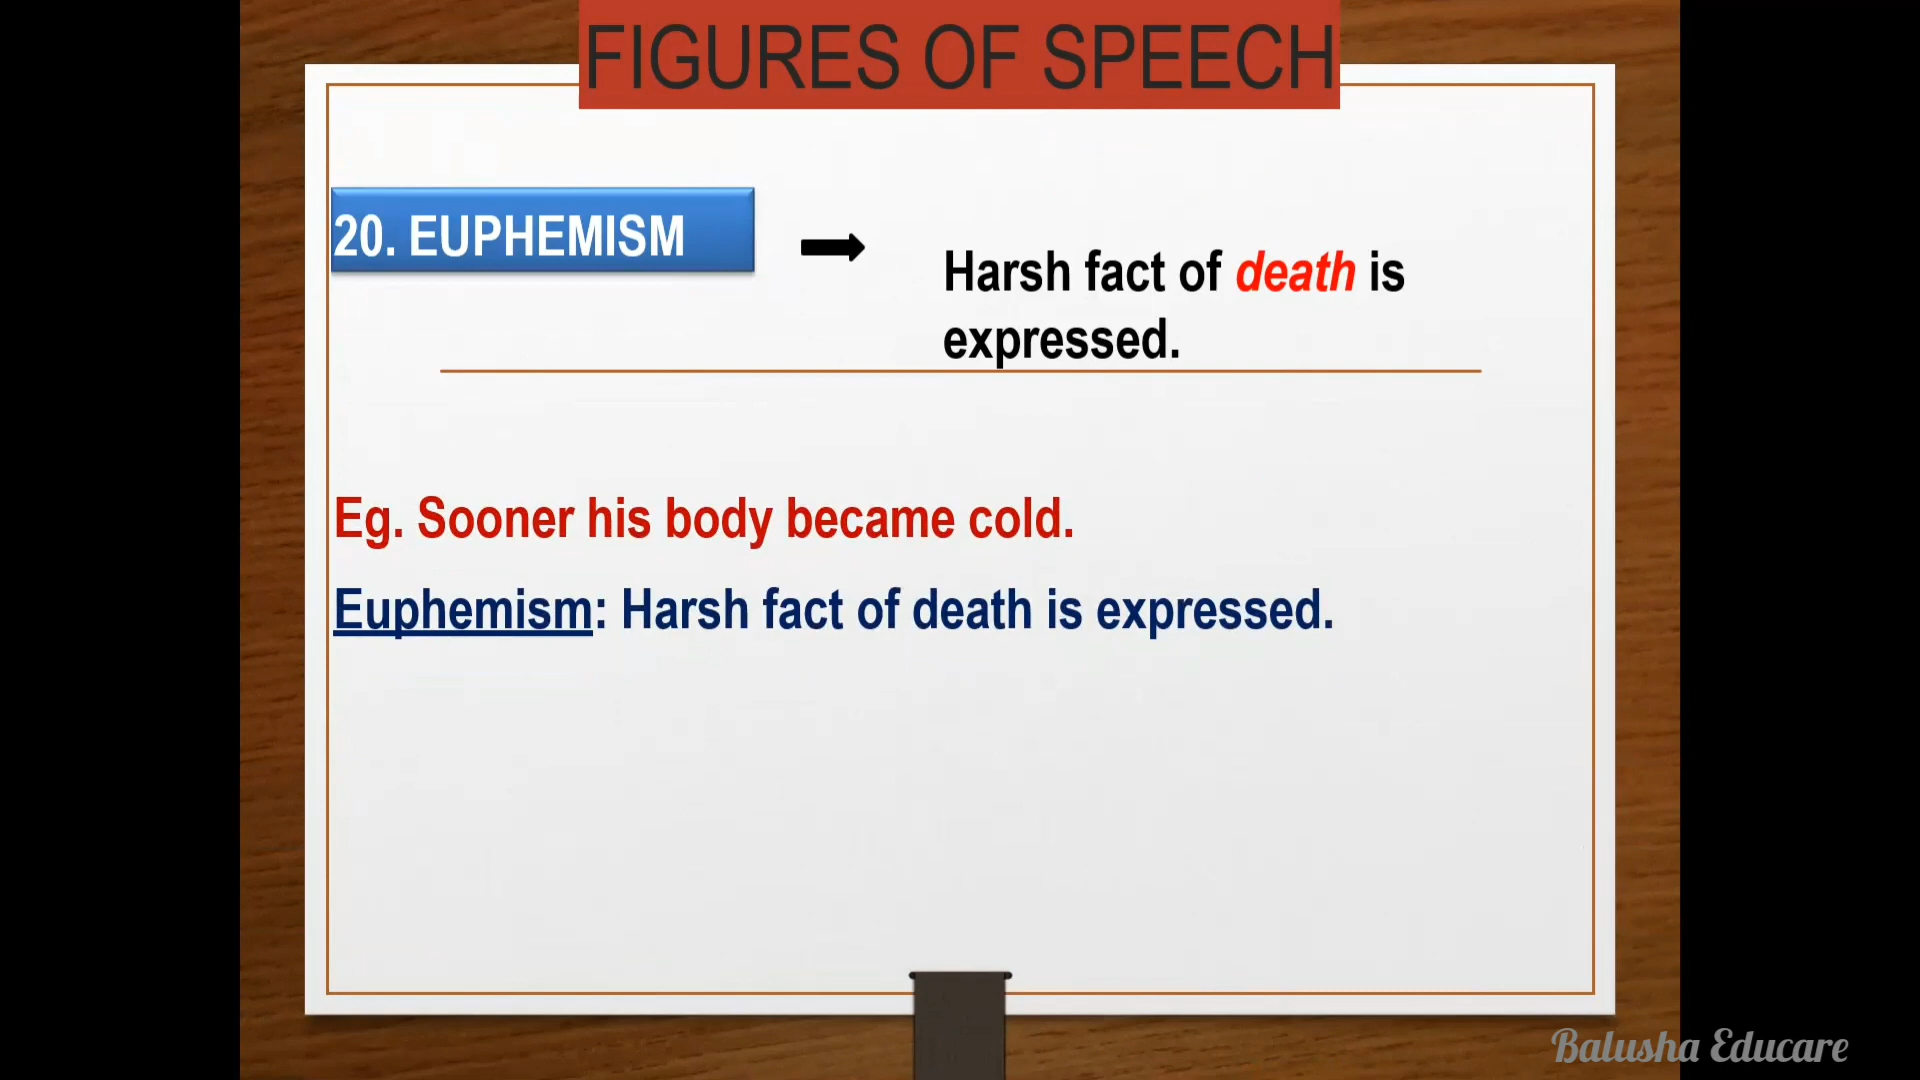 FIGURES OF SPEECH
20. EUPHEMISM
Harsh fact of death is
expressed.
Eg. Sooner his body became cold.
Euphemism: Harsh fact of death is expressed.
Balusha Educare